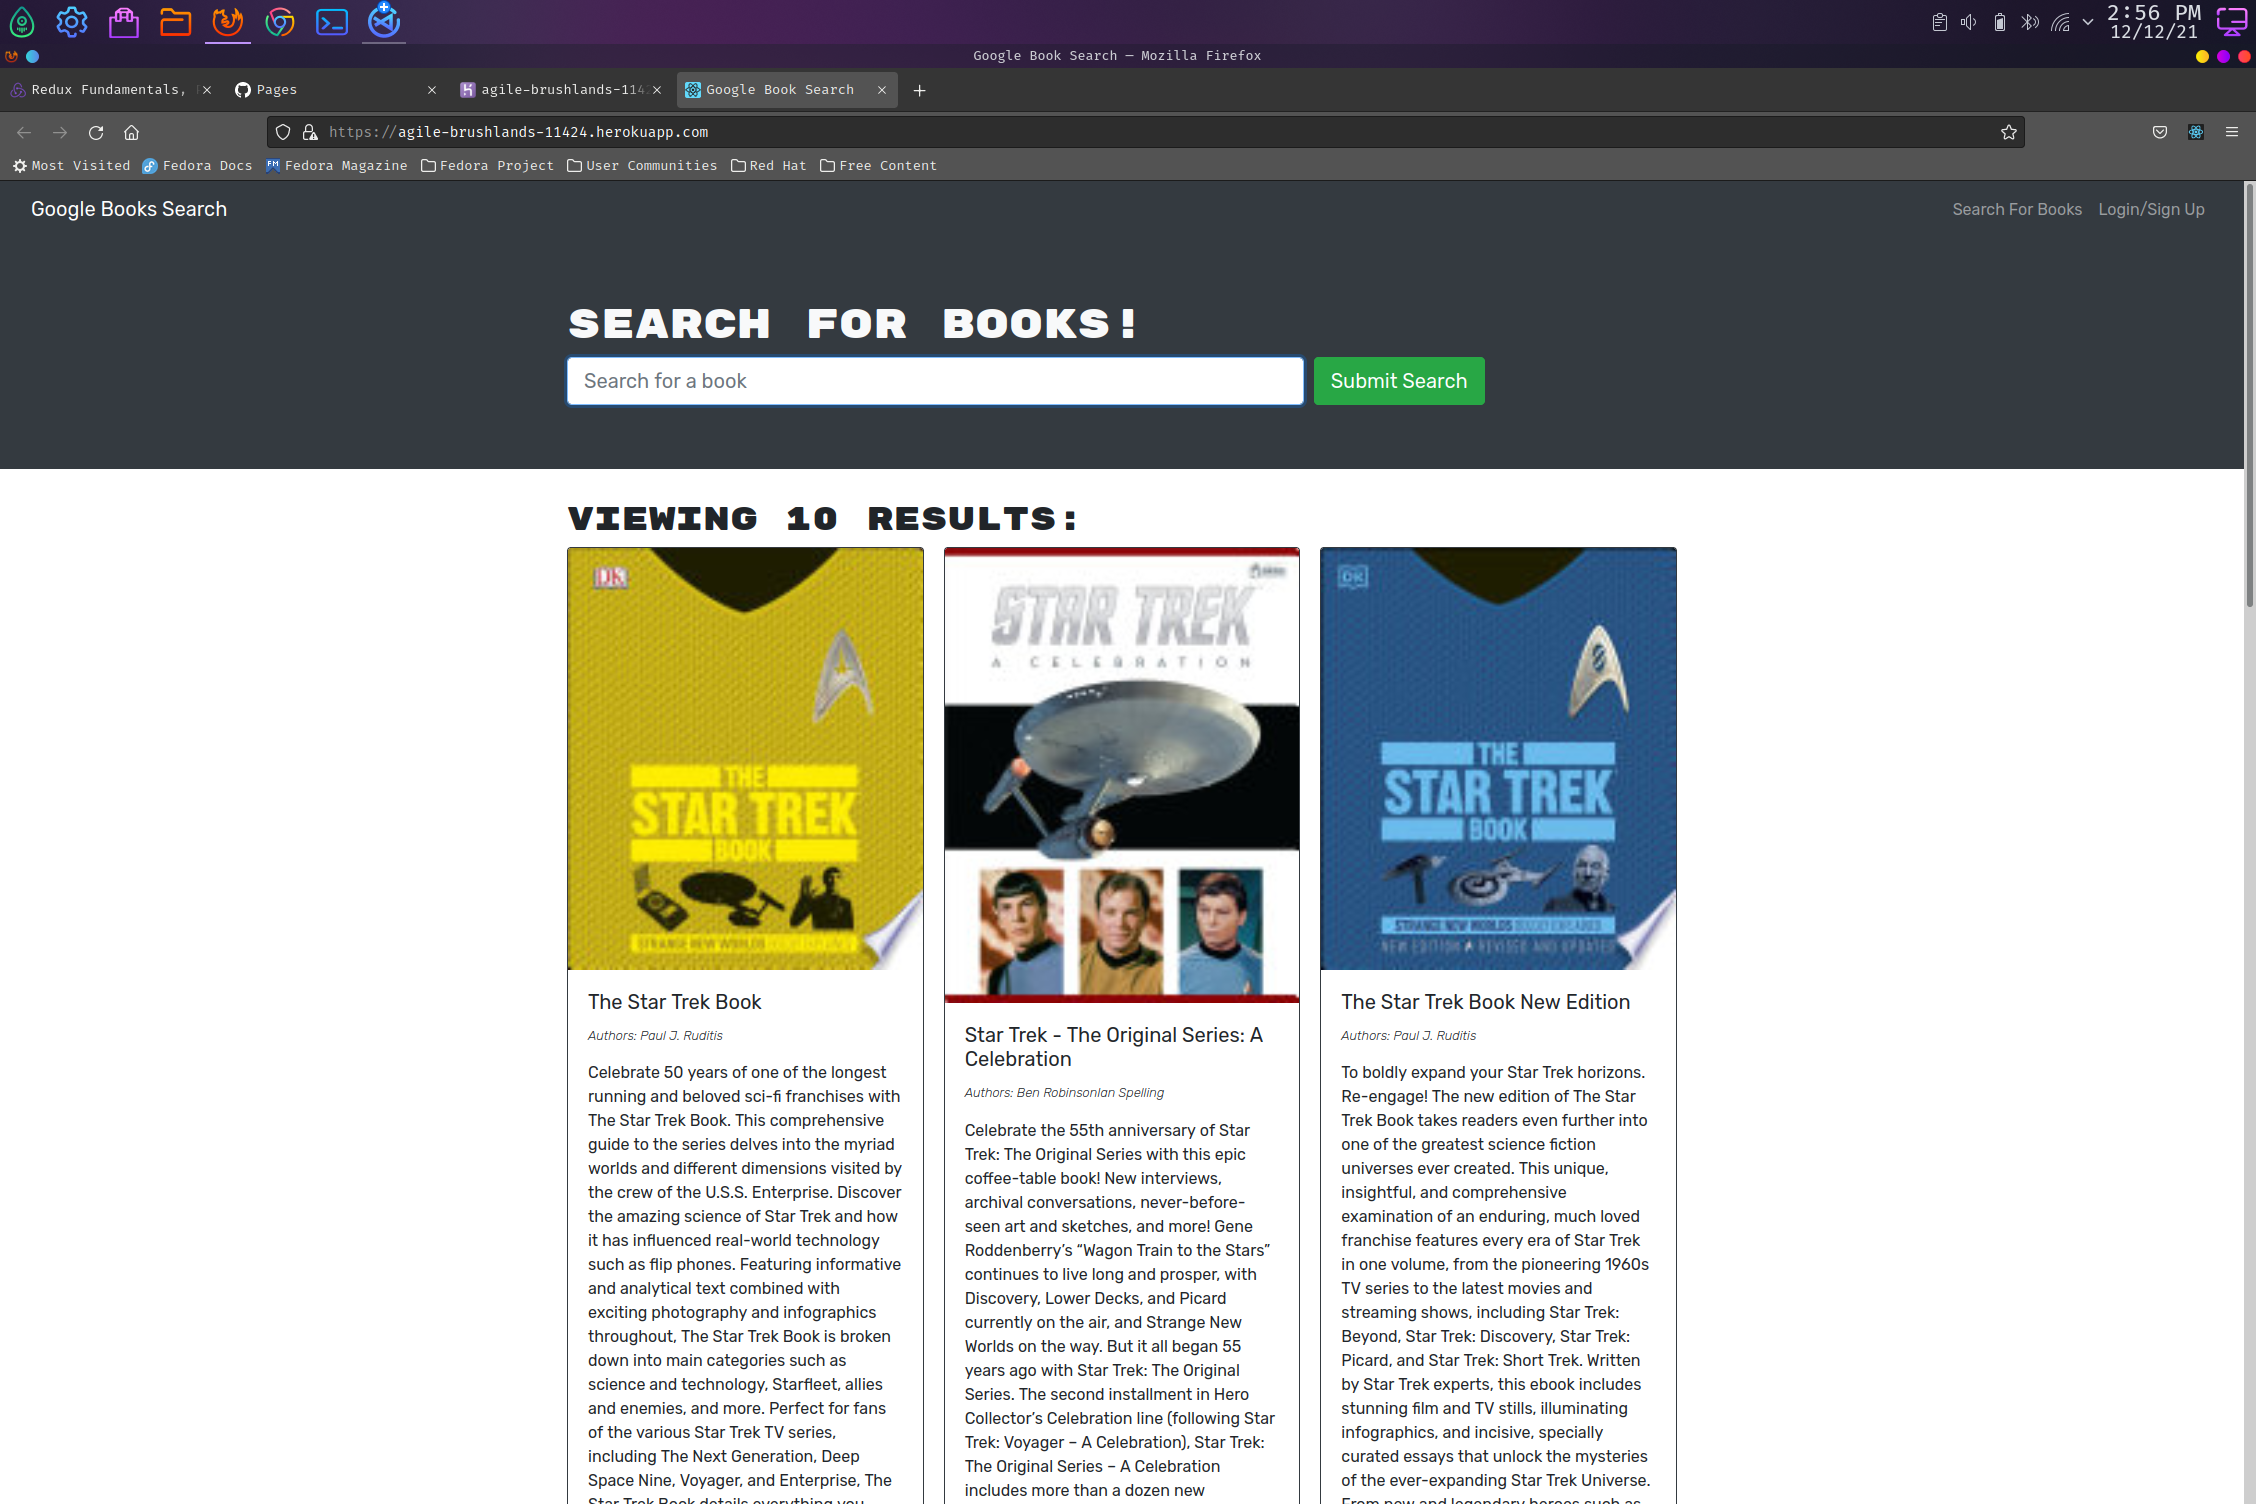 2:56 PM
12/12/21
Google Book Search — Mozilla Firefox
Redux Fundamentals,
Pages
agile-brushlands-114
Google Book Search
https://agile-brushlands-11424.herokuapp.com
Most Visited
Fedora Docs
FM
Fedora Magazine
Fedora Project
User Communities
Red Hat
Free Content
Google Books Search
Search For Books
Login/Sign Up
SEARCH FOR BOOKS!
Search for a book
Submit Search
VIEWING 10 RESULTS:
DK
THE
STAR TREK
BOOK
STRANGE NEW WORLDS
The Star Trek Book
Authors: Paul J. Ruditis
Celebrate 50 years of one of the longest
running and beloved sci-fi franchises with
The Star Trek Book. This comprehensive
guide to the series delves into the myriad
worlds and different dimensions visited by
the crew of the U.S.S. Enterprise. Discover
the amazing science of Star Trek and how
it has influenced real-world technology
such as flip phones. Featuring informative
and analytical text combined with
exciting photography and infographics
throughout, The Star Trek Book is broken
down into main categories such as
science and technology, Starfleet, allies
and enemies, and more. Perfect for fans
of the various Star Trek TV series,
including The Next Generation, Deep
Space Nine, Voyager, and Enterprise, The
Star Trek Book details everything you
STAR TREK
A CELEBRATION
Star Trek - The Original Series: A
Celebration
Authors: Ben RobinsonIan Spelling
Celebrate the 55th anniversary of Star
Trek: The Original Series with this epic
coffee-table book! New interviews,
archival conversations, never-before-
seen art and sketches, and more! Gene
Roddenberry’s “Wagon Train to the Stars”
continues to live long and prosper, with
Discovery, Lower Decks, and Picard
currently on the air, and Strange New
Worlds on the way. But it all began 55
years ago with Star Trek: The Original
Series. The second installment in Hero
Collector’s Celebration line (following Star
Trek: Voyager – A Celebration), Star Trek:
The Original Series – A Celebration
includes more than a dozen new
DK
THE
STAR TREK
BOOK
STRANGE NEW WORLDS
NEW EDITION REVISED AND UPDATED
The Star Trek Book New Edition
Authors: Paul J. Ruditis
To boldly expand your Star Trek horizons.
Re-engage! The new edition of The Star
Trek Book takes readers even further into
one of the greatest science fiction
universes ever created. This unique,
insightful, and comprehensive
examination of an enduring, much loved
franchise features every era of Star Trek
in one volume, from the pioneering 1960s
TV series to the latest movies and
streaming shows, including Star Trek:
Beyond, Star Trek: Discovery, Star Trek:
Picard, and Star Trek: Short Trek. Written
by Star Trek experts, this ebook includes
stunning film and TV stills, illuminating
infographics, and incisive, specially
curated essays that unlock the mysteries
of the ever-expanding Star Trek Universe.
From new and legendary heroes such as